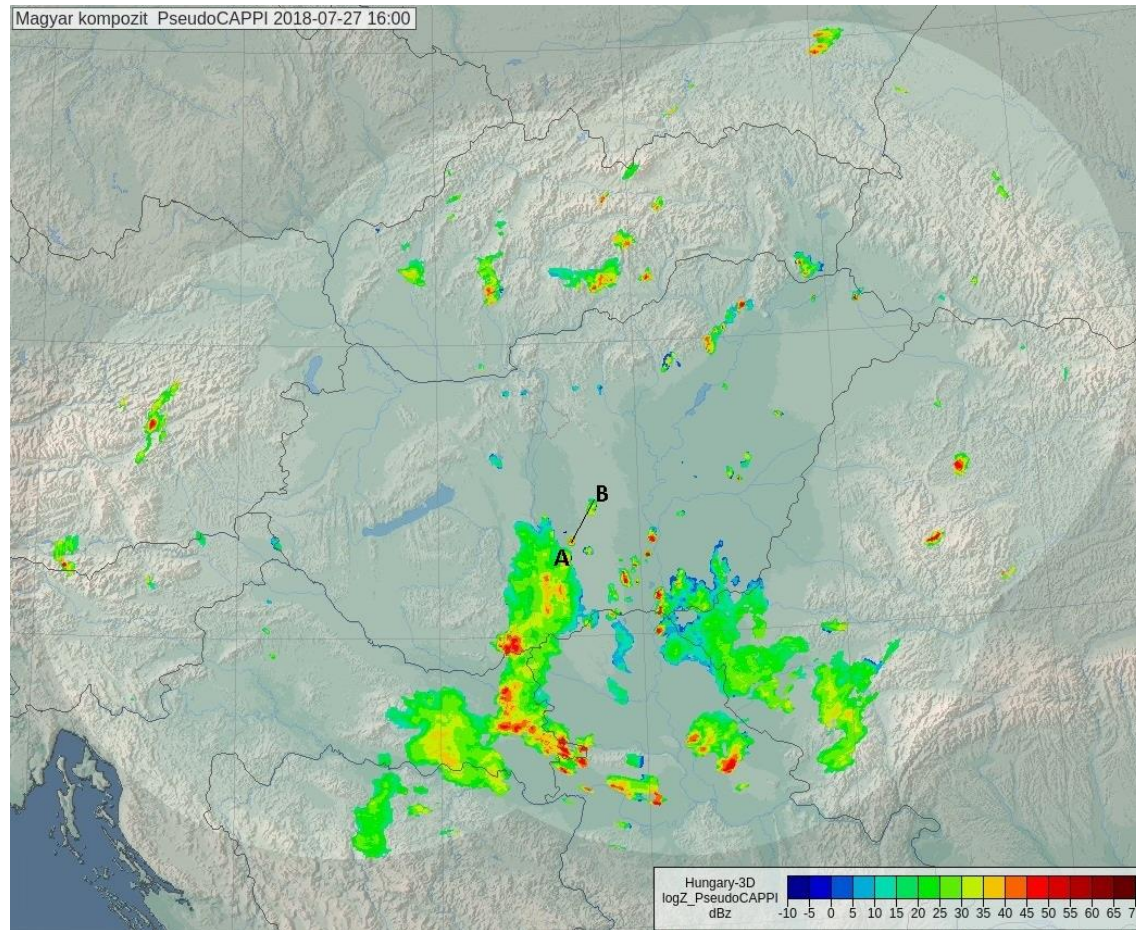 Magyar kompozit PseudoCAPPI 2018-07-27 16:00
B
A
Hungary-3D
logZ_PseudoCAPPI
dBz
-10 -5 0 5 10 15 20 25 30 35 40 45 50 55 60 65 7